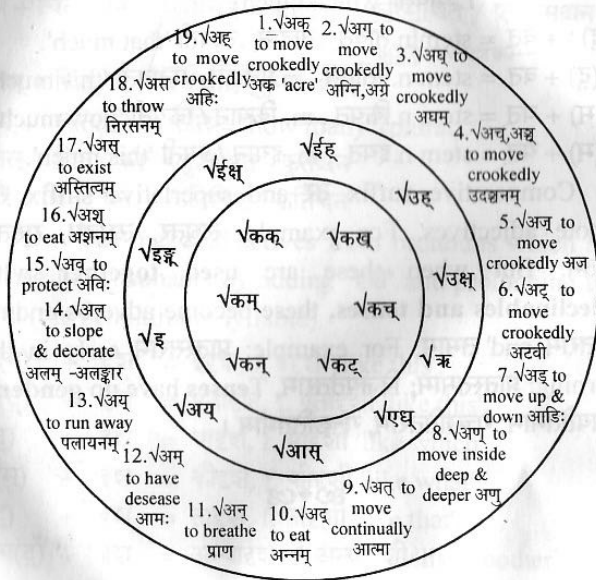 1.√अक्
to move
crookedly
अक 'acre'
2.√अग् to
move
crookedly
अग्नि,अग्रे
3.√अघ् to
move
crookedly
अघम्
4.√अच्,अञ्च्
to move
crookedly
उदञ्चनम्
5.√अज् to
move
crookedly अज
6.√अट् to
move
crookedly
अटवी
7.√अड् to
move up &
down आडिः
8.√अण् to
move inside
deep &
deeper अणु
9.√अत् to
move
continually
आत्मा
10.√अद्
to eat
अन्नम्
11.√अन्
to breathe
प्राण
12.√अम्
to have
desease
आमः
13.√अय्
to run away
पलायनम्
14.√अल्
to slope
& decorate
अलम् -अलङ्कार
15.√अव् to
protect अविः
16.√अश्
to eat अशनम्
17.√अस्
to exist
अस्तित्वम्
18.√अस
to throw
निरसनम्
19.√अह्
to move
crookedly
अहिः
√ईह्
√उह्
√उक्ष्
√ऋ
√एध्
√आस्
√अय्
√इ
√इङ्ग्
√ईक्ष्
√कक्
√कख्
√कच्
√कट्
√कन्
√कम्